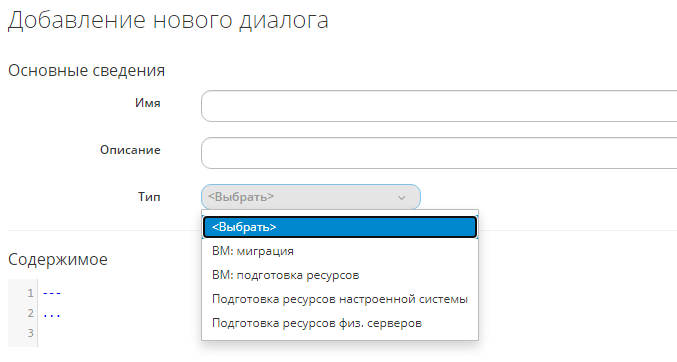 Добавление нового диалога
Основные сведения
Имя
Описание
Тип
<Выбрать>
<Выбрать>
ВМ: миграция
ВМ: подготовка ресурсов
Подготовка ресурсов настроенной системы
Подготовка ресурсов физ. серверов
Содержимое
1 ---
2 ...
3